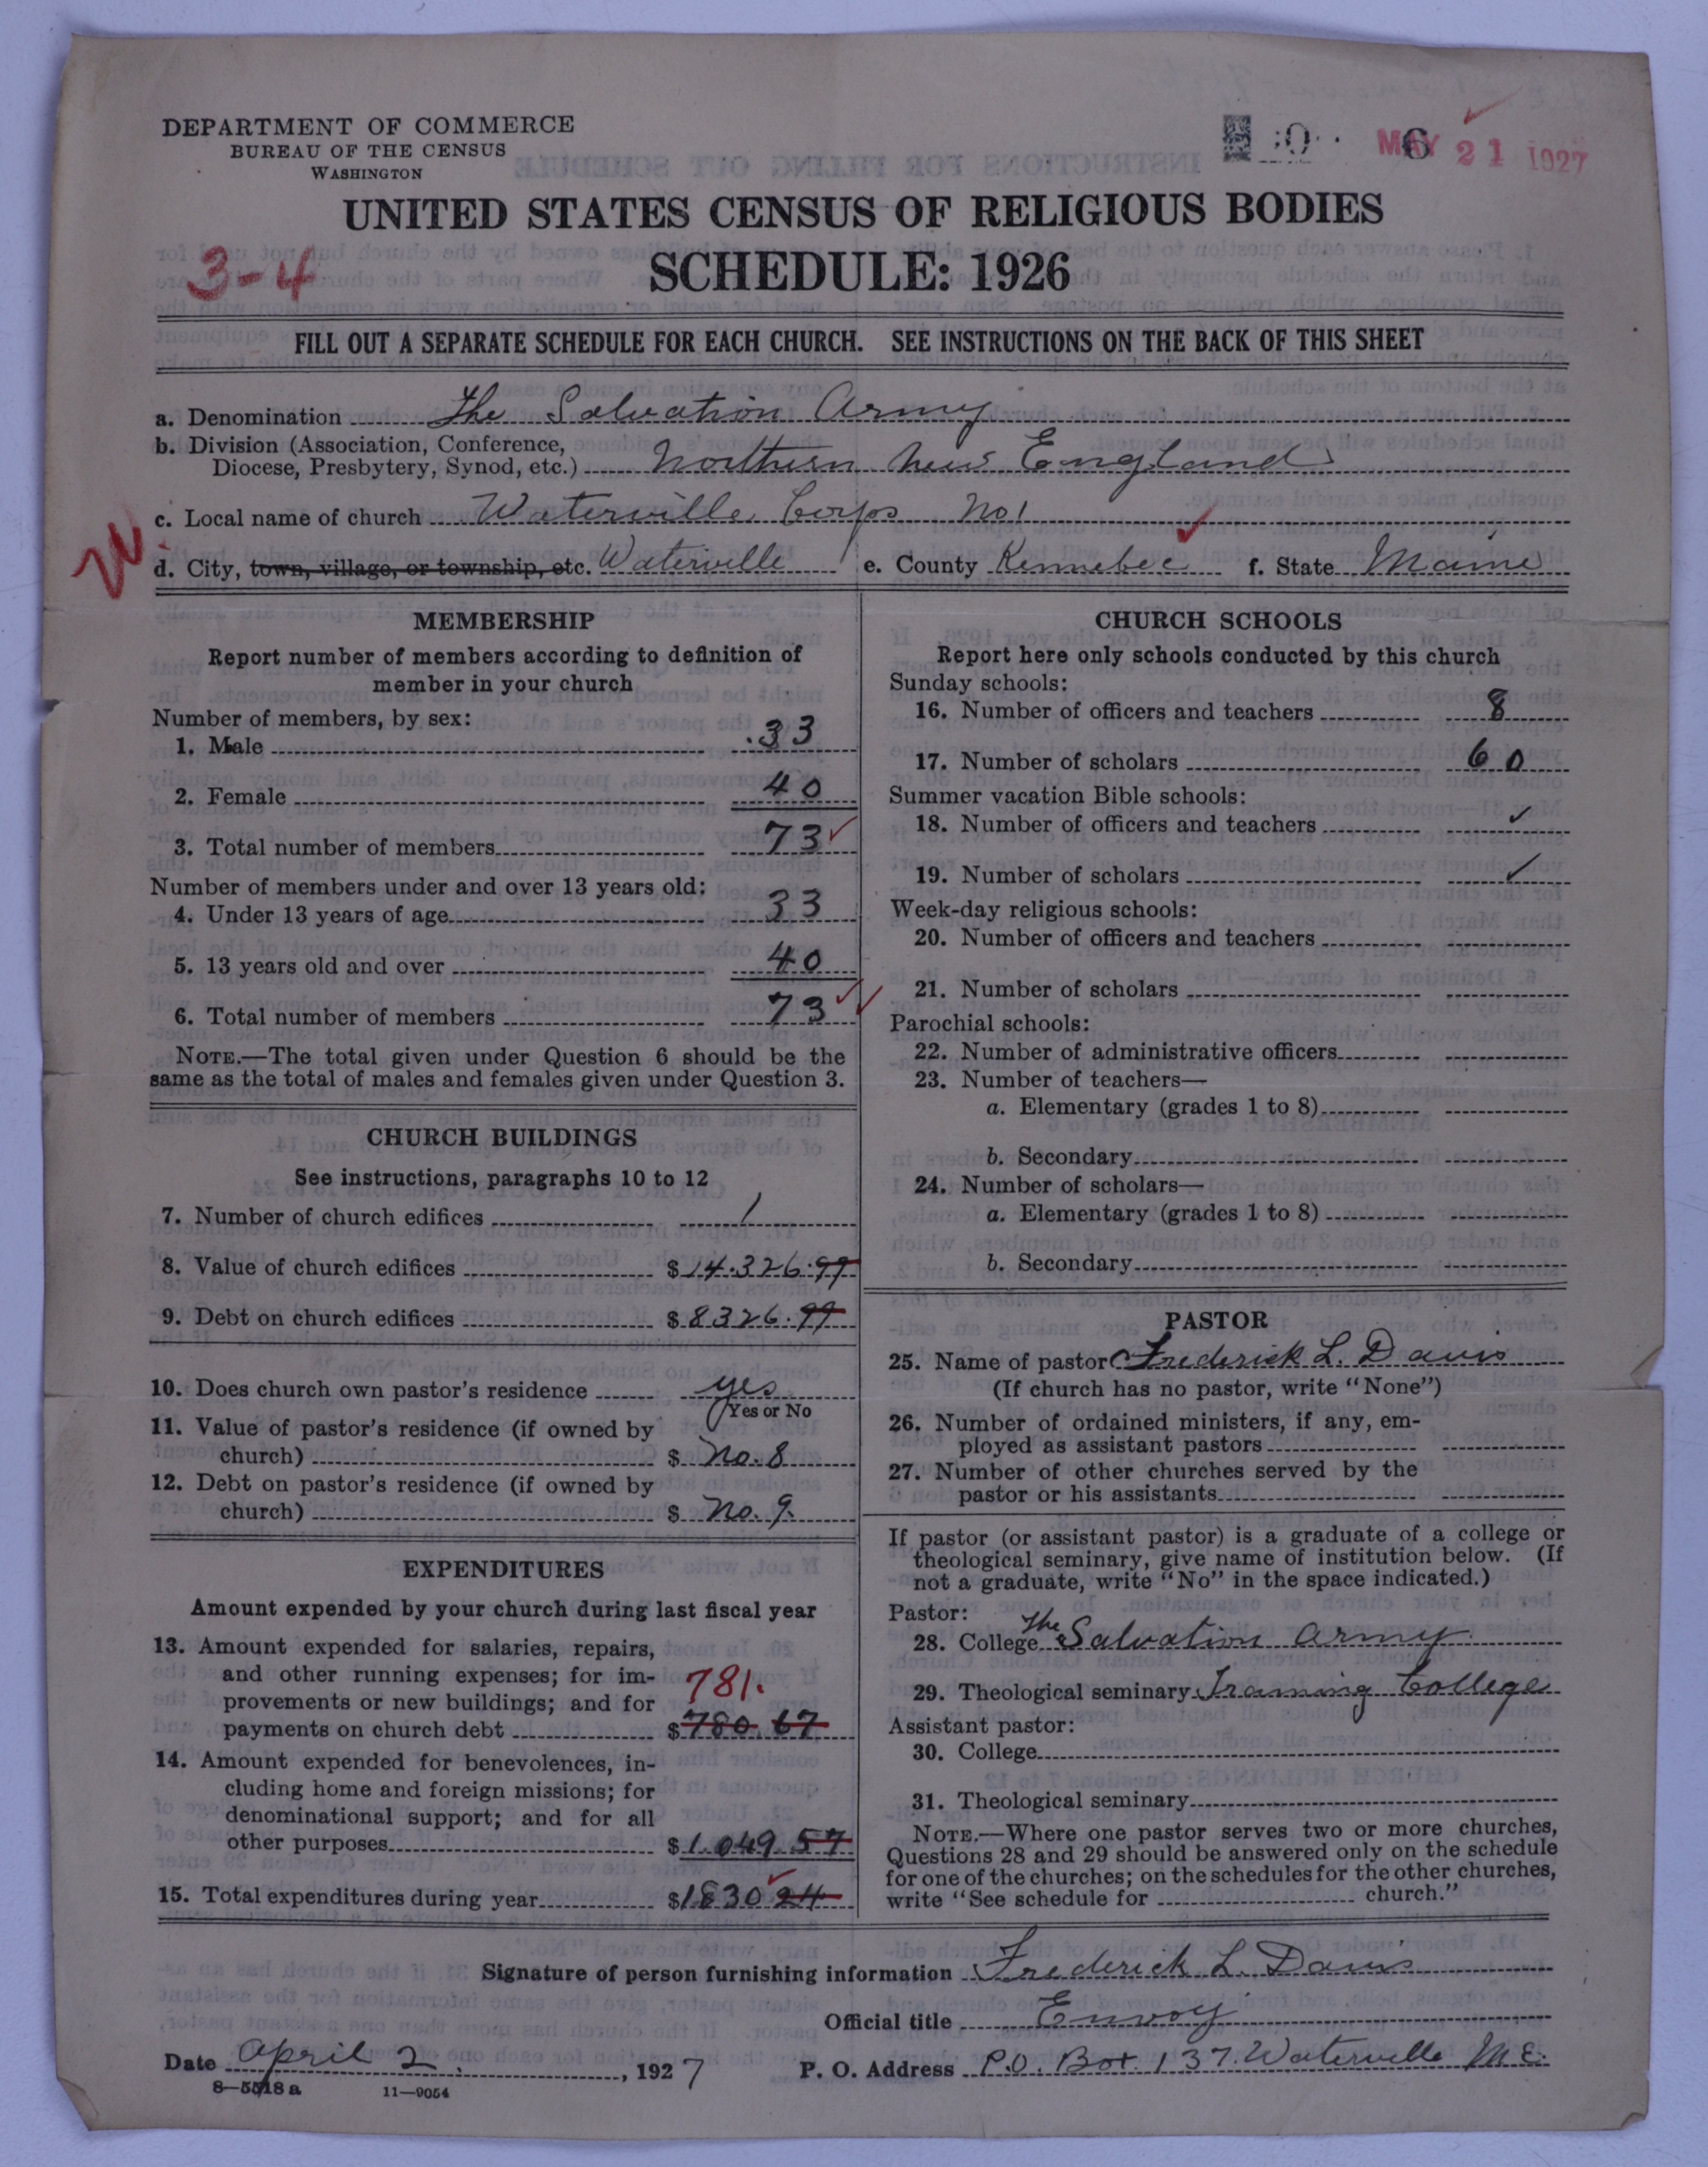 DEPARTMENT OF COMMERCE
BUREAU OF THE CENSUS
WASHINGTON
MAY 21 1927
UNITED STATES CENSUS OF RELIGIOUS BODIES
3-4
SCHEDULE: 1926
FILL OUT A SEPARATE SCHEDULE FOR EACH CHURCH. SEE INSTRUCTIONS ON THE BACK OF THIS SHEET
a. Denomination The Salvation Army
b. Division (Association, Conference,
Diocese, Presbytery, Synod, etc.) Northern New England
c. Local name of church Waterville Corps No 1
W
d. City, town, village, or township, etc. Waterville e. County Kennebec f. State Maine
MEMBERSHIP
Report number of members according to definition of
member in your church
Number of members, by sex:
1. Male 33
2. Female 40
3. Total number of members 73
Number of members under and over 13 years old:
4. Under 13 years of age 33
5. 13 years old and over 40
6. Total number of members 73
NOTE.—The total given under Question 6 should be the
same as the total of males and females given under Question 3.
CHURCH BUILDINGS
See instructions, paragraphs 10 to 12
7. Number of church edifices 1
8. Value of church edifices $14.326.97
9. Debt on church edifices $8326.97
10. Does church own pastor's residence yes
Yes or No
11. Value of pastor's residence (if owned by
church) $ No. 8
12. Debt on pastor's residence (if owned by
church) $ No. 9.
EXPENDITURES
Amount expended by your church during last fiscal year
13. Amount expended for salaries, repairs,
and other running expenses; for im-
provements or new buildings; and for 781.
payments on church debt $780.67
14. Amount expended for benevolences, in-
cluding home and foreign missions; for
denominational support; and for all
other purposes $1.049.57
15. Total expenditures during year $1830 24
CHURCH SCHOOLS
Report here only schools conducted by this church
Sunday schools:
16. Number of officers and teachers 8
17. Number of scholars 60
Summer vacation Bible schools:
18. Number of officers and teachers ✓
19. Number of scholars ✓
Week-day religious schools:
20. Number of officers and teachers
21. Number of scholars
Parochial schools:
22. Number of administrative officers
23. Number of teachers—
a. Elementary (grades 1 to 8)
b. Secondary
24. Number of scholars—
a. Elementary (grades 1 to 8)
b. Secondary
PASTOR
25. Name of pastor Frederick L. Davis
(If church has no pastor, write "None")
26. Number of ordained ministers, if any, em-
ployed as assistant pastors
27. Number of other churches served by the
pastor or his assistants
If pastor (or assistant pastor) is a graduate of a college or
theological seminary, give name of institution below. (If
not a graduate, write "No" in the space indicated.)
Pastor:
28. College The Salvation Army
29. Theological seminary Training College
Assistant pastor:
30. College
31. Theological seminary
NOTE.—Where one pastor serves two or more churches,
Questions 28 and 29 should be answered only on the schedule
for one of the churches; on the schedules for the other churches,
write "See schedule for church."
Signature of person furnishing information Frederick L. Davis
Official title Envoy
Date April 2, 1927 P. O. Address P.O. Box 137. Waterville Me.
8—5518a 11—9054